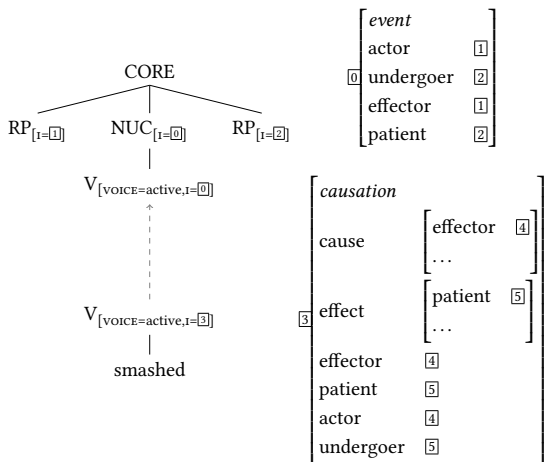 CORE
RP[I=1] NUC[I=0] RP[I=2]
V[VOICE=active,I=0]
V[VOICE=active,I=3]
smashed
0
event
actor 1
undergoer 2
effector 1
patient 2
3
causation
cause
effector 4
...
effect
patient 5
...
effector 4
patient 5
actor 4
undergoer 5